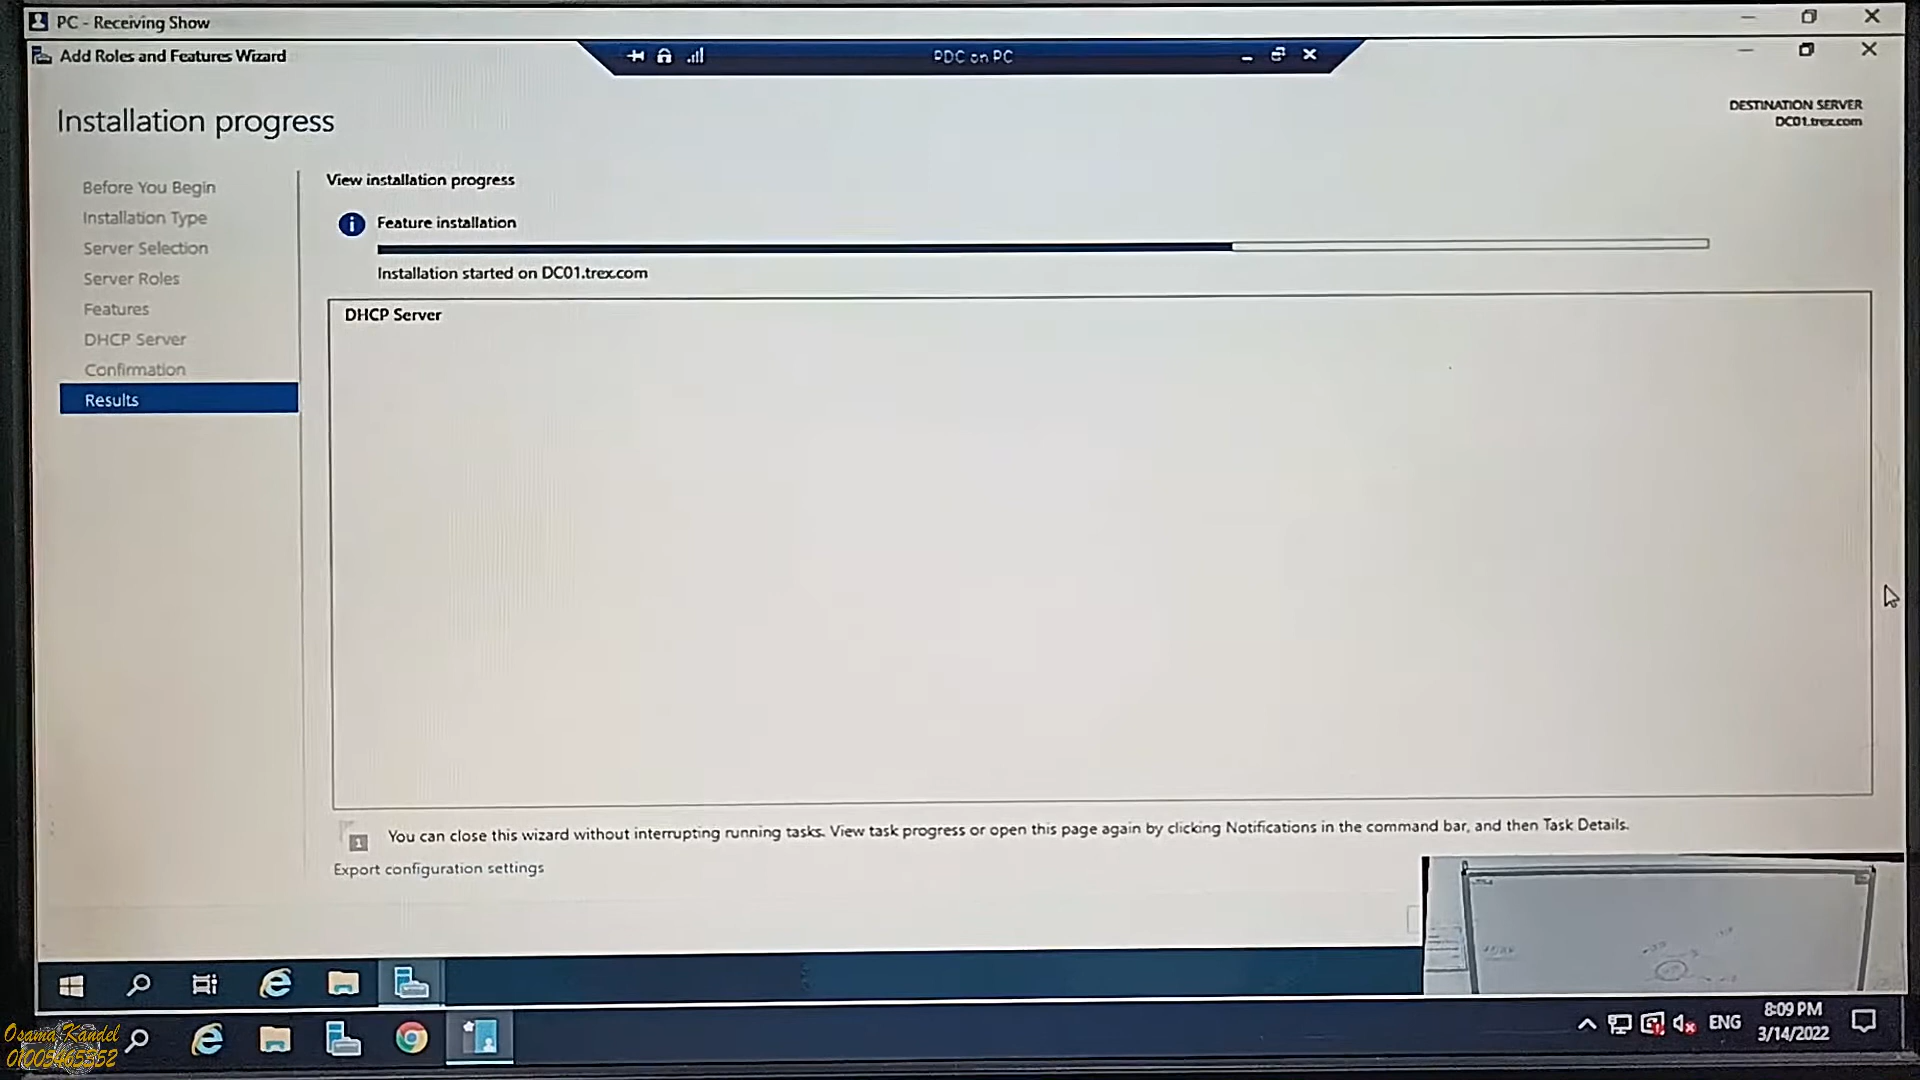 PC - Receiving Show
Add Roles and Features Wizard
PDC on PC
Installation progress
DESTINATION SERVER
DC01.trex.com
Before You Begin
Installation Type
Server Selection
Server Roles
Features
DHCP Server
Confirmation
Results
View installation progress
Feature installation
Installation started on DC01.trex.com
DHCP Server
1
You can close this wizard without interrupting running tasks. View task progress or open this page again by clicking Notifications in the command bar, and then Task Details.
Export configuration settings
ENG
8:09 PM
3/14/2022
Osama Kandel
01005465352